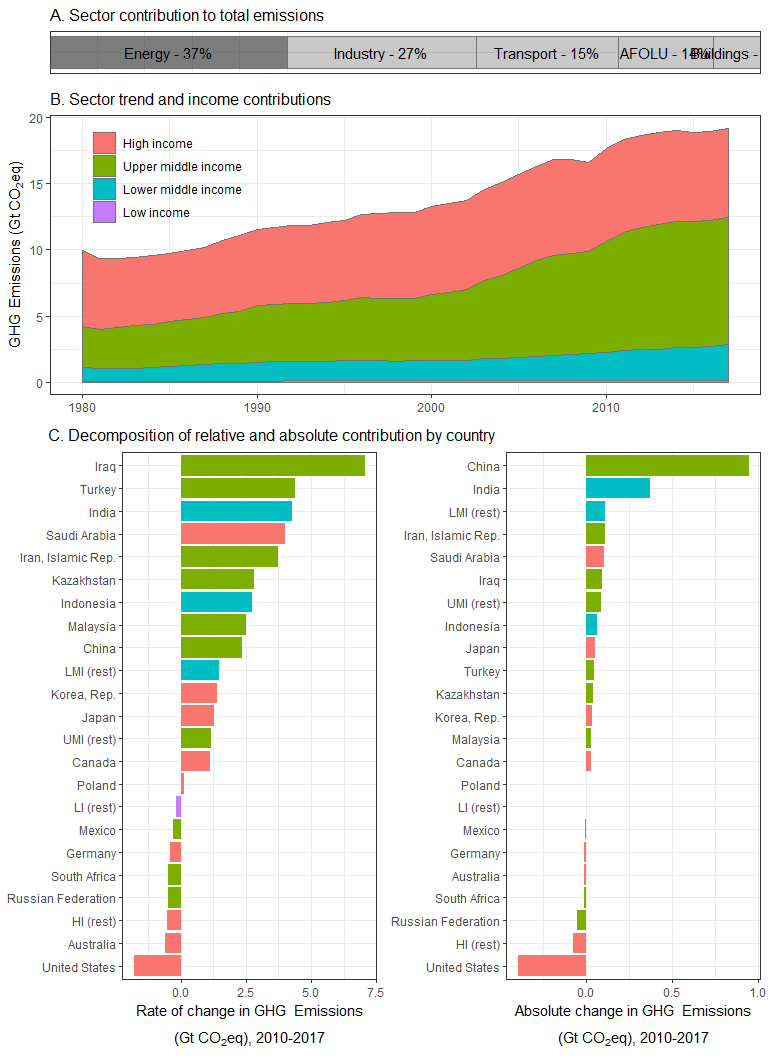 A. Sector contribution to total emissions
Energy - 37%
Industry - 27%
Transport - 15%
AFOLU - 14%
Buildings -
B. Sector trend and income contributions
GHG Emissions (Gt CO₂eq)
20
15
10
5
0
High income
Upper middle income
Lower middle income
Low income
1980
1990
2000
2010
C. Decomposition of relative and absolute contribution by country
Iraq
Turkey
India
Saudi Arabia
Iran, Islamic Rep.
Kazakhstan
Indonesia
Malaysia
China
LMI (rest)
Korea, Rep.
Japan
UMI (rest)
Canada
Poland
LI (rest)
Mexico
Germany
South Africa
Russian Federation
HI (rest)
Australia
United States
0.0
2.5
5.0
7.5
Rate of change in GHG Emissions
(Gt CO₂eq), 2010-2017
China
India
LMI (rest)
Iran, Islamic Rep.
Saudi Arabia
Iraq
UMI (rest)
Indonesia
Japan
Turkey
Kazakhstan
Korea, Rep.
Malaysia
Canada
Poland
LI (rest)
Mexico
Germany
Australia
South Africa
Russian Federation
HI (rest)
United States
0.0
0.5
1.0
Absolute change in GHG Emissions
(Gt CO₂eq), 2010-2017